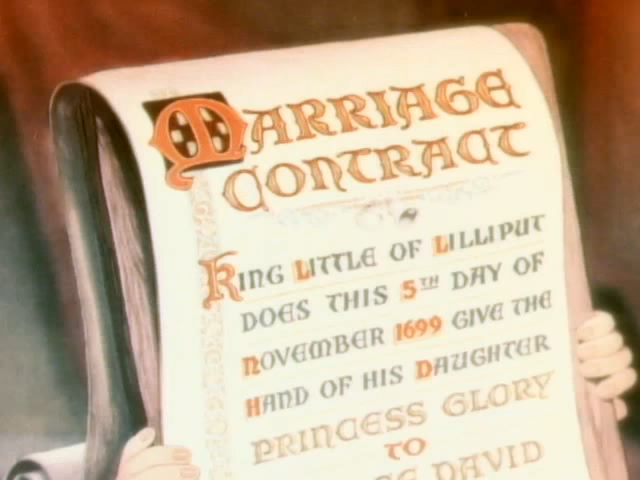 MARRIAGE
CONTRACT
KING LITTLE OF LILLIPUT
DOES THIS 5TH DAY OF
NOVEMBER 1699 GIVE THE
HAND OF HIS DAUGHTER
PRINCESS GLORY
TO
DAVID